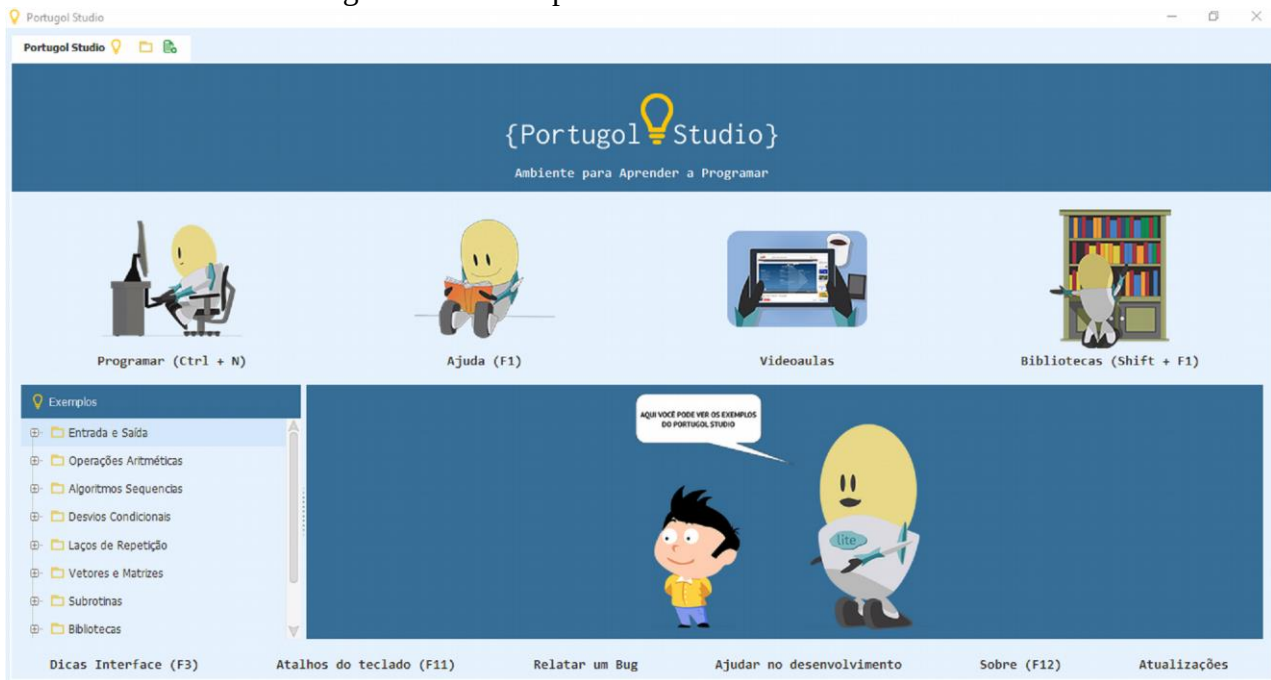 Portugol Studio
Portugol Studio
{Portugol Studio}
Ambiente para Aprender a Programar
Programar (Ctrl + N)
Ajuda (F1)
Videoaulas
Bibliotecas (Shift + F1)
Exemplos
Entrada e Saída
Operações Aritméticas
Algoritmos Sequencias
Desvios Condicionais
Laços de Repetição
Vetores e Matrizes
Subrotinas
Bibliotecas
AQUI VOCÊ PODE VER OS EXEMPLOS
DO PORTUGOL STUDIO
lite
Dicas Interface (F3)
Atalhos do teclado (F11)
Relatar um Bug
Ajudar no desenvolvimento
Sobre (F12)
Atualizações